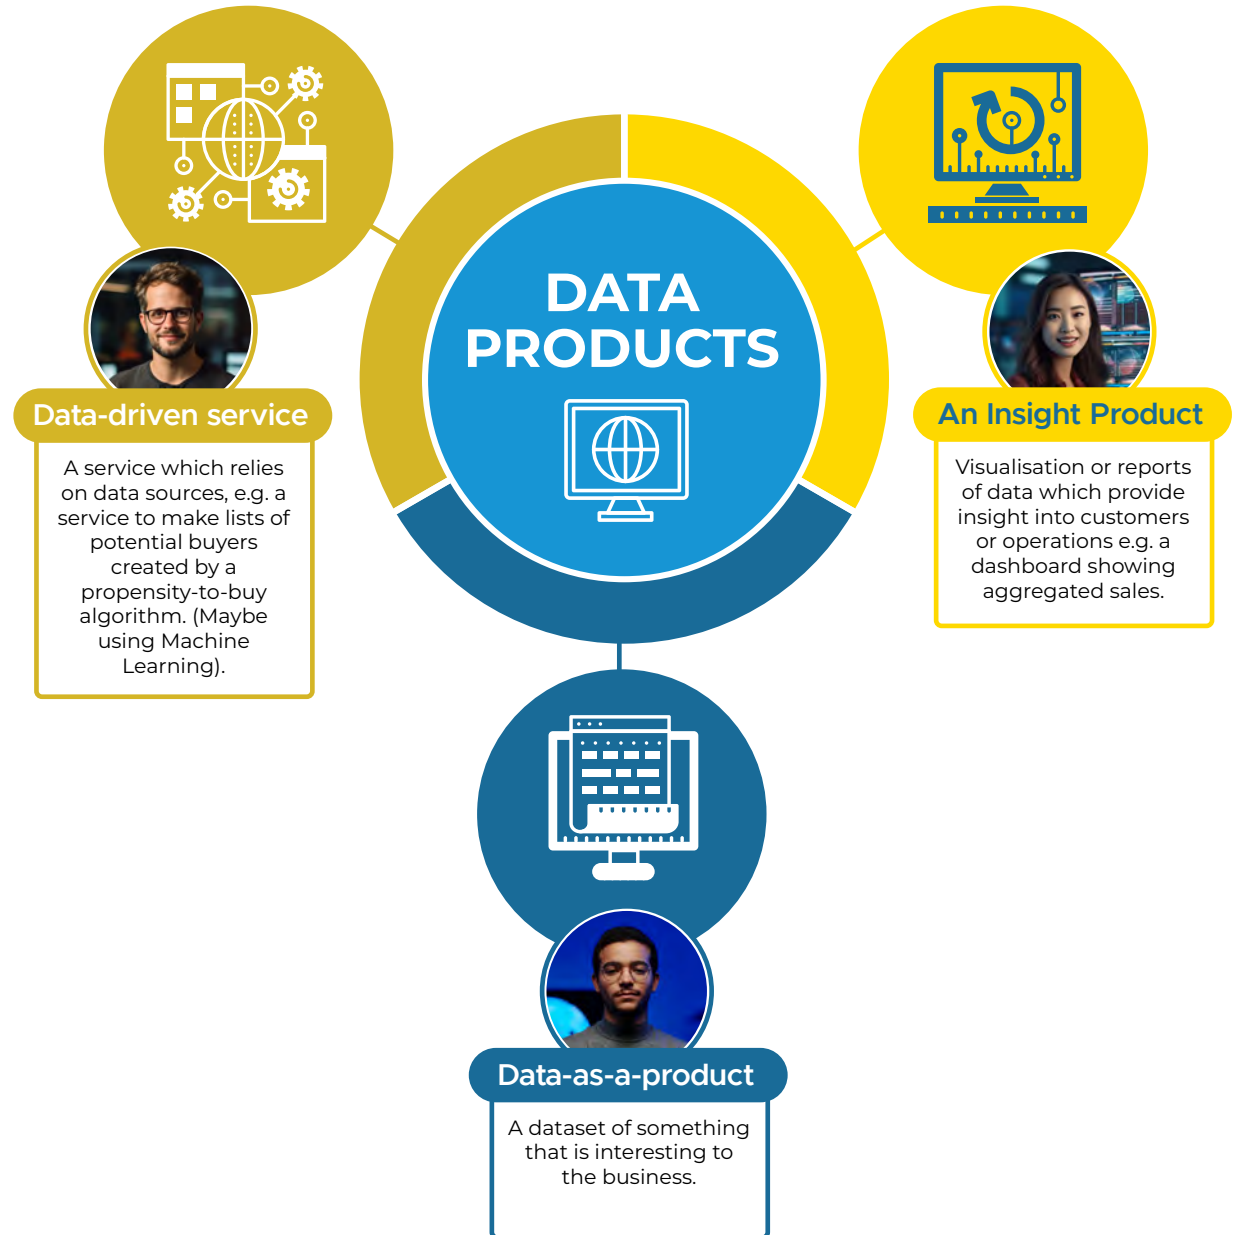 DATA
PRODUCTS
Data-driven service
A service which relies
on data sources, e.g. a
service to make lists of
potential buyers
created by a
propensity-to-buy
algorithm. (Maybe
using Machine
Learning).
An Insight Product
Visualisation or reports
of data which provide
insight into customers
or operations e.g. a
dashboard showing
aggregated sales.
Data-as-a-product
A dataset of something
that is interesting to
the business.